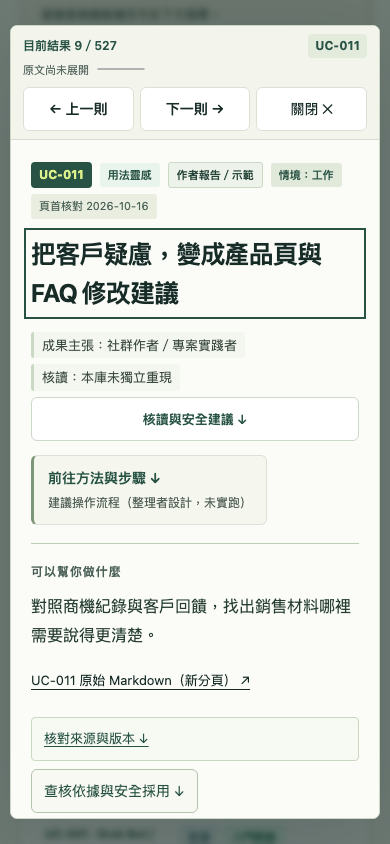 目前結果 9 / 527
UC-011
原文尚未展開
← 上一則
下一則 →
關閉 ✕
UC-011
用法靈感
作者報告 / 示範
情境：工作
頁首核對 2026-10-16
把客戶疑慮，變成產品頁與
FAQ 修改建議
成果主張：社群作者 / 專案實踐者
核讀：本庫未獨立重現
核讀與安全建議 ↓
前往方法與步驟 ↓
建議操作流程（整理者設計，未實跑）
可以幫你做什麼
對照商機紀錄與客戶回饋，找出銷售材料哪裡
需要說得更清楚。
UC-011 原始 Markdown（新分頁） ↗
核對來源與版本 ↓
查核依據與安全採用 ↓